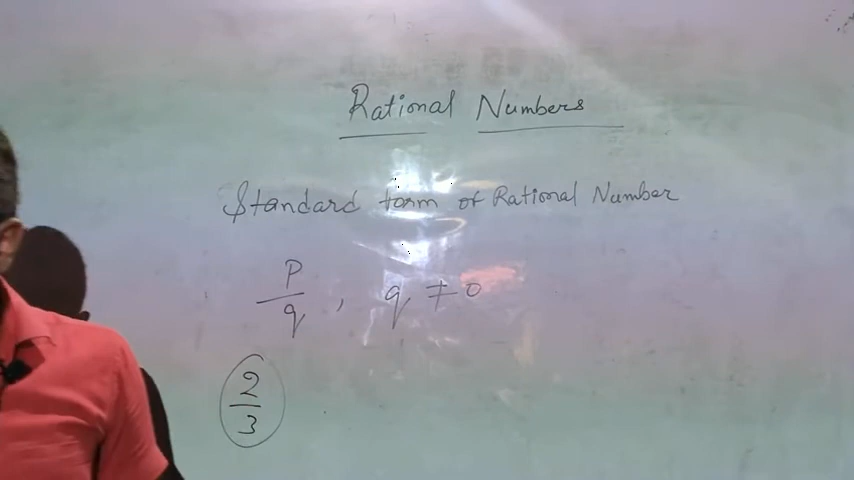 Rational Numbers
Standard form of Rational Number
P/q, q ≠ 0
2/3